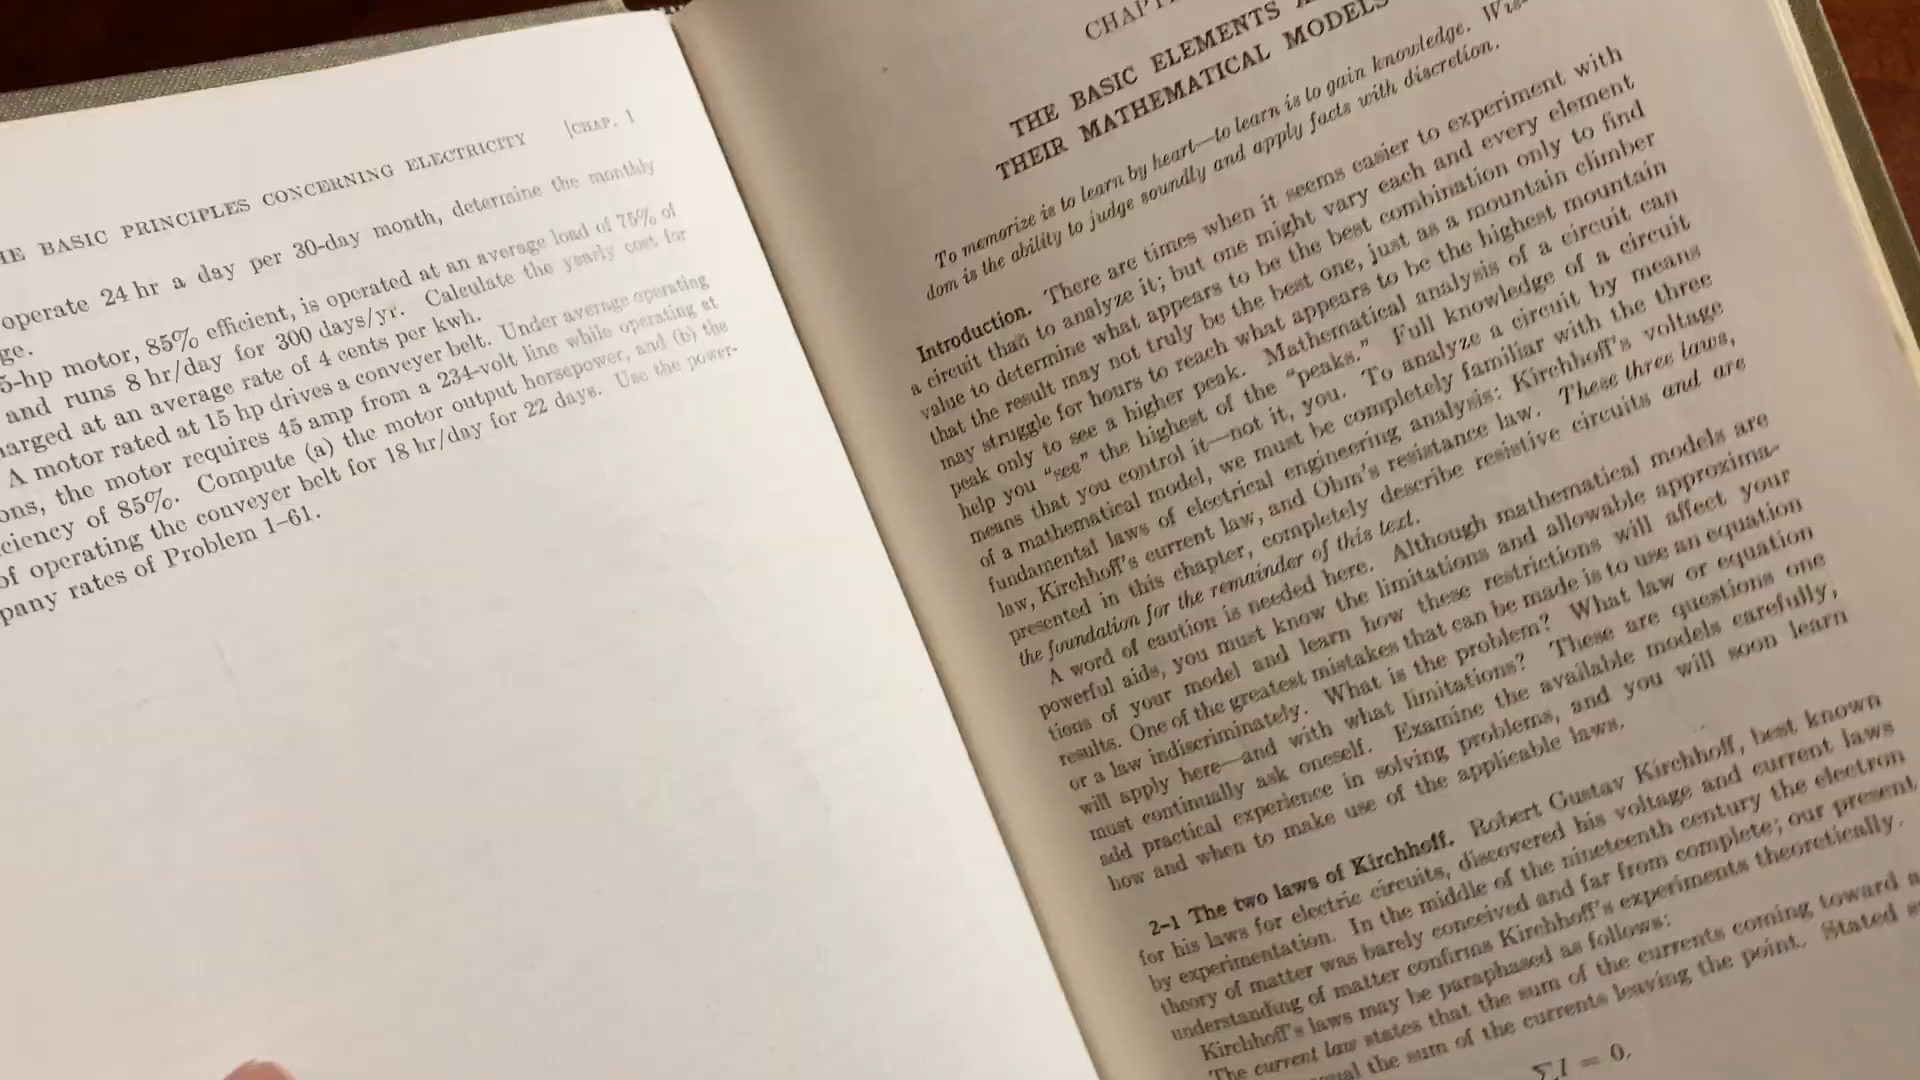 HE BASIC PRINCIPLES CONCERNING ELECTRICITY [CHAP. 1
operate 24 hr a day per 30-day month, determine the monthly
ge.
5-hp motor, 85% efficient, is operated at an average load of 75% of
and runs 8 hr/day for 300 days/yr. Calculate the yearly cost for
harged at an average rate of 4 cents per kwh.
A motor rated at 15 hp drives a conveyer belt. Under average operating
ons, the motor requires 45 amp from a 234-volt line while operating at
ciency of 85%. Compute (a) the motor output horsepower, and (b) the
of operating the conveyer belt for 18 hr/day for 22 days. Use the power-
pany rates of Problem 1–61.
CHAPT
THE BASIC ELEMENTS A
THEIR MATHEMATICAL MODELS
To memorize is to learn by heart—to learn is to gain knowledge. Wis-
dom is the ability to judge soundly and apply facts with discretion.
Introduction. There are times when it seems easier to experiment with
a circuit than to analyze it; but one might vary each and every element
value to determine what appears to be the best combination only to find
that the result may not truly be the best one, just as a mountain climber
may struggle for hours to reach what appears to be the highest mountain
peak only to see a higher peak. Mathematical analysis of a circuit can
help you "see" the highest of the "peaks." Full knowledge of a circuit
means that you control it—not it, you. To analyze a circuit by means
of a mathematical model, we must be completely familiar with the three
fundamental laws of electrical engineering analysis: Kirchhoff's voltage
law, Kirchhoff's current law, and Ohm's resistance law. These three laws,
presented in this chapter, completely describe resistive circuits and are
the foundation for the remainder of this text.
A word of caution is needed here. Although mathematical models are
powerful aids, you must know the limitations and allowable approxima-
tions of your model and learn how these restrictions will affect your
results. One of the greatest mistakes that can be made is to use an equation
or a law indiscriminately. What is the problem? What law or equation
will apply here—and with what limitations? These are questions one
must continually ask oneself. Examine the available models carefully,
add practical experience in solving problems, and you will soon learn
how and when to make use of the applicable laws.
2–1 The two laws of Kirchhoff. Robert Gustav Kirchhoff, best known
for his laws for electric circuits, discovered his voltage and current laws
by experimentation. In the middle of the nineteenth century the electron
theory of matter was barely conceived and far from complete; our present
understanding of matter confirms Kirchhoff's experiments theoretically.
Kirchhoff's laws may be paraphased as follows:
The current law states that the sum of the currents coming toward a
ual the sum of the currents leaving the point. Stated
ΣI = 0.